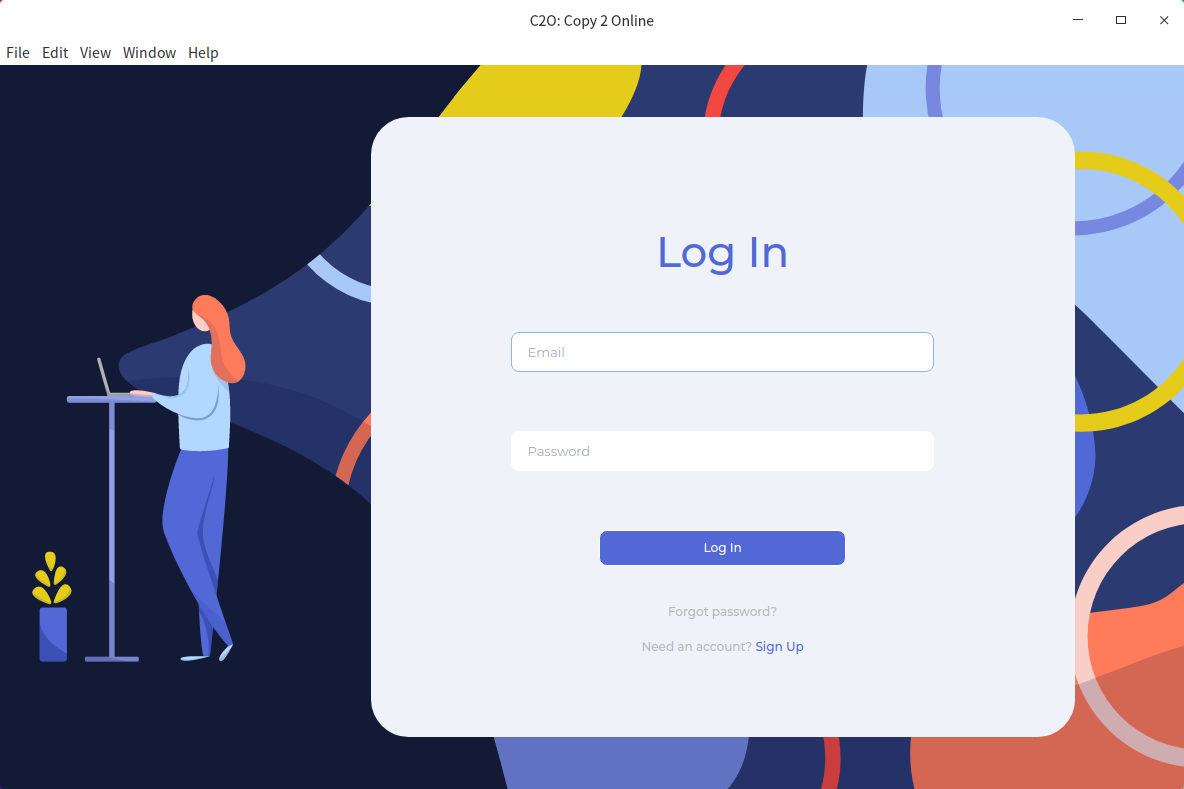 C2O: Copy 2 Online
File Edit View Window Help
Log In
Email
Password
Log In
Forgot password?
Need an account? Sign Up